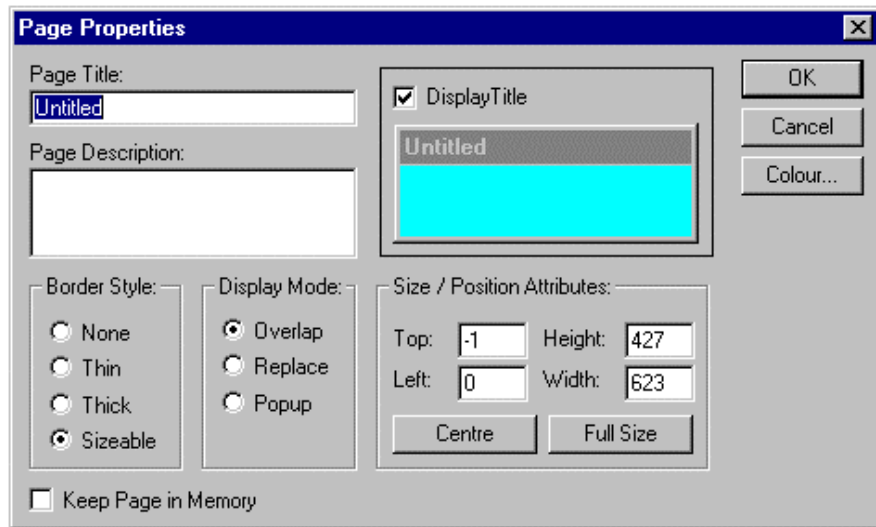 Page Properties
Page Title:
Untitled
Page Description:
DisplayTitle
Untitled
OK
Cancel
Colour...
Border Style:
None
Thin
Thick
Sizeable
Display Mode:
Overlap
Replace
Popup
Size / Position Attributes:
Top: -1 Height: 427
Left: 0 Width: 623
Centre Full Size
Keep Page in Memory